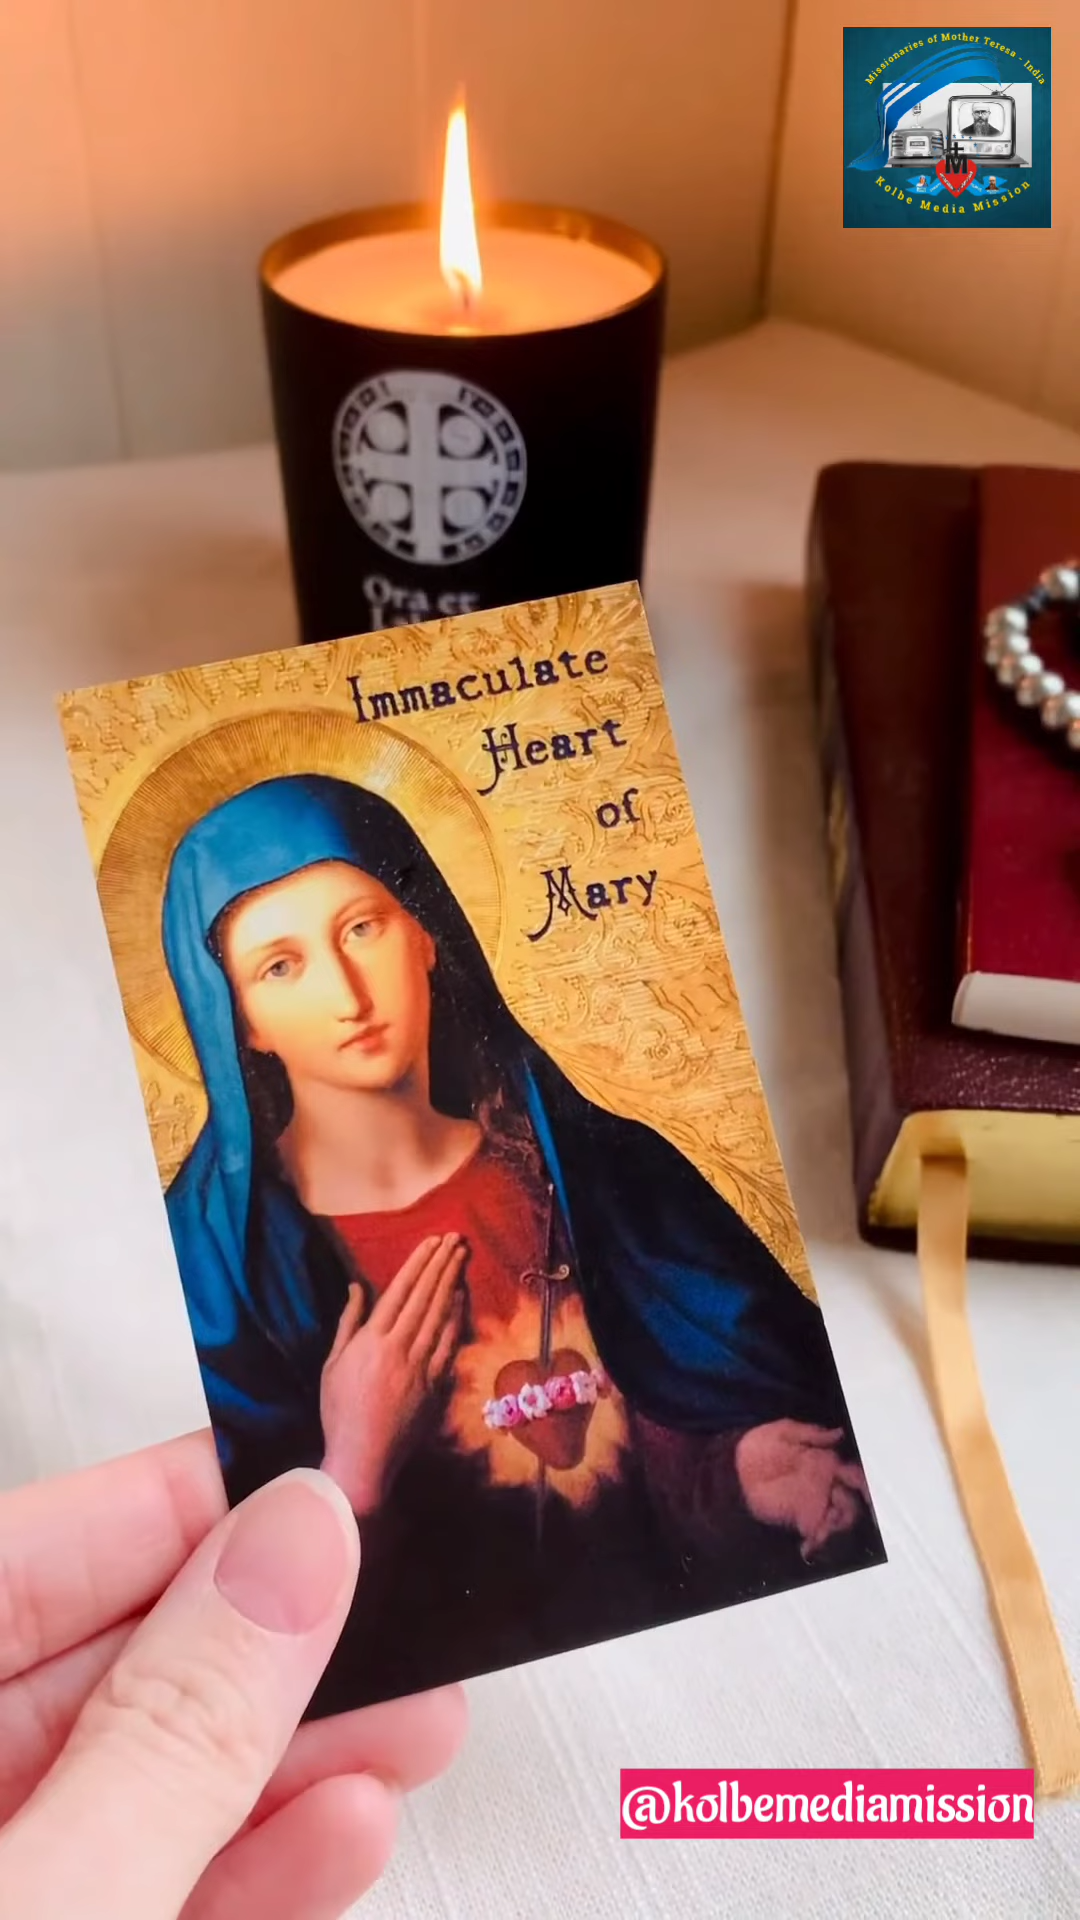 Missionaries of Mother Teresa - India
M
Kolbe Media Mission
Ora et
Immaculate
Heart
of
Mary
@kolbemediamission